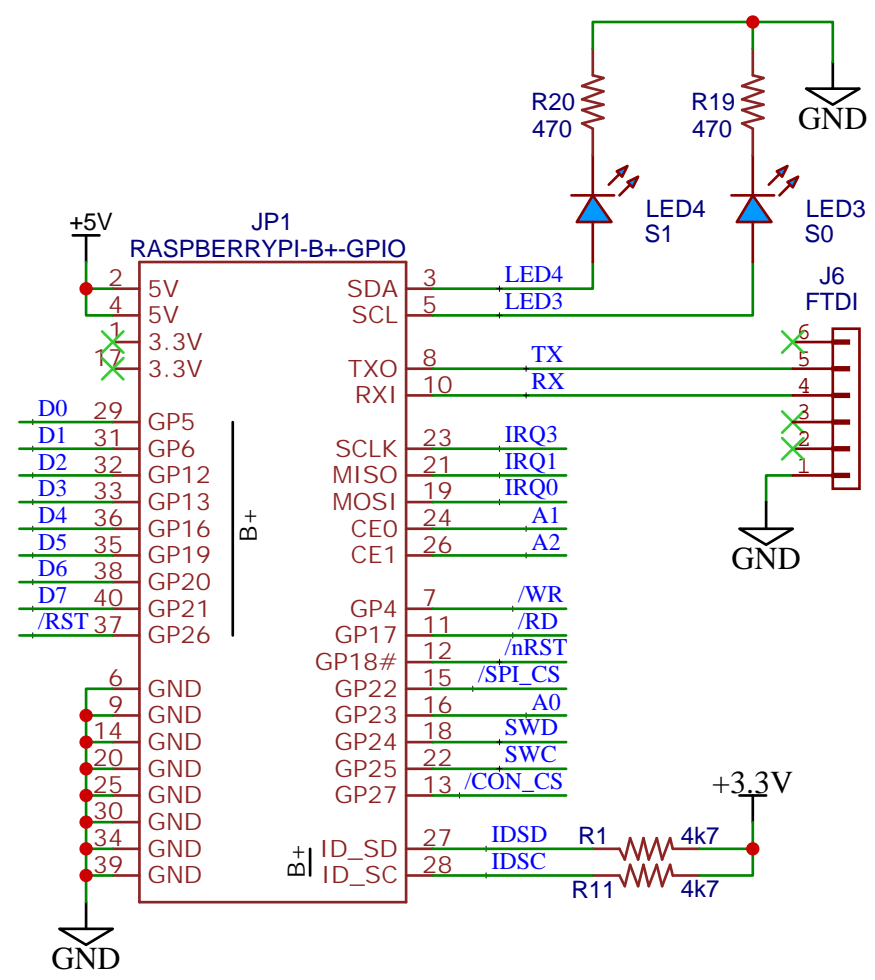 R20
470
R19
470
GND
LED4
S1
LED3
S0
+5V
JP1
RASPBERRYPI-B+-GPIO
J6
FTDI
2 5V SDA 3 LED4
4 5V SCL 5 LED3
1 3.3V
17 3.3V TXO 8 TX
RXI 10 RX
6
5
4
3
2
1
GND
D0 29 GP5
D1 31 GP6 SCLK 23 IRQ3
D2 32 GP12 MISO 21 IRQ1
D3 33 GP13 MOSI 19 IRQ0
D4 36 GP16 CE0 24 A1
D5 35 GP19 CE1 26 A2
D6 38 GP20
D7 40 GP21 GP4 7 /WR
/RST 37 GP26 GP17 11 /RD
B+
GP18# 12 /nRST
6 GND GP22 15 /SPI_CS
9 GND GP23 16 A0
14 GND GP24 18 SWD
20 GND GP25 22 SWC
25 GND GP27 13 /CON_CS
30 GND
34 GND ID_SD 27 IDSD R1 4k7
39 GND ID_SC 28 IDSC R11 4k7
B+
+3.3V
GND